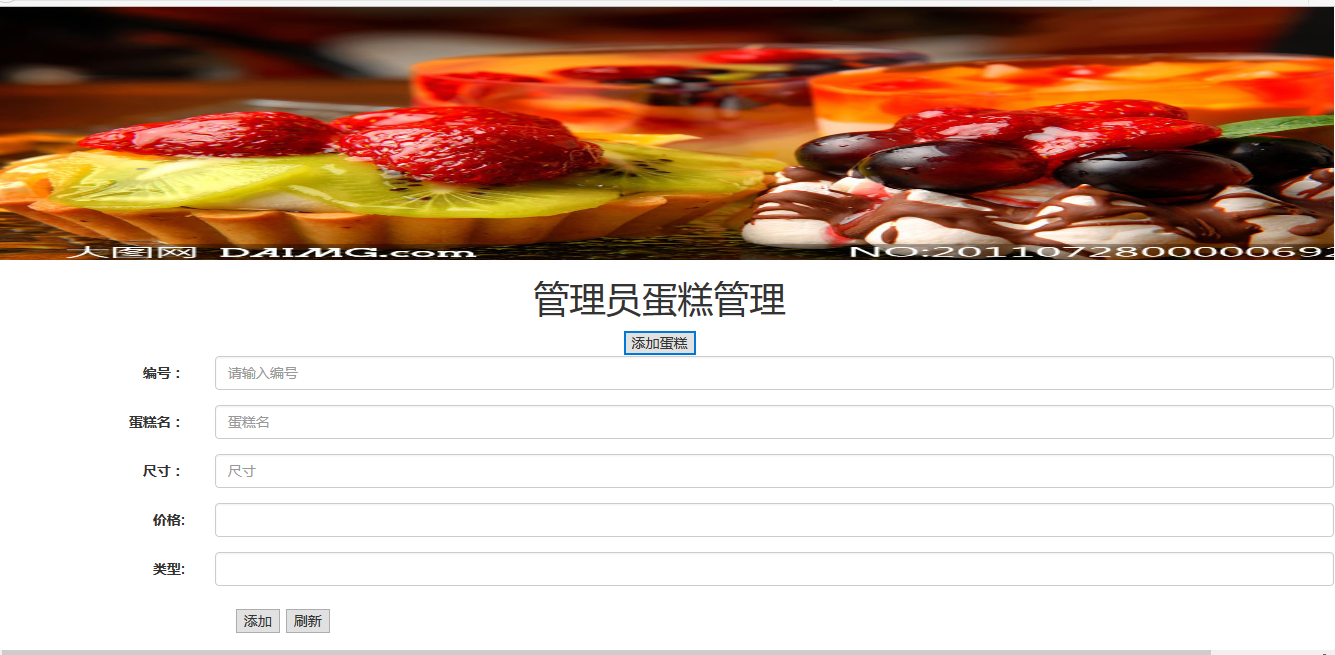 大图网 DAIMG.com
NO:20110728000000692
管理员蛋糕管理
添加蛋糕
编号： 请输入编号
蛋糕名： 蛋糕名
尺寸： 尺寸
价格:
类型:
添加 刷新